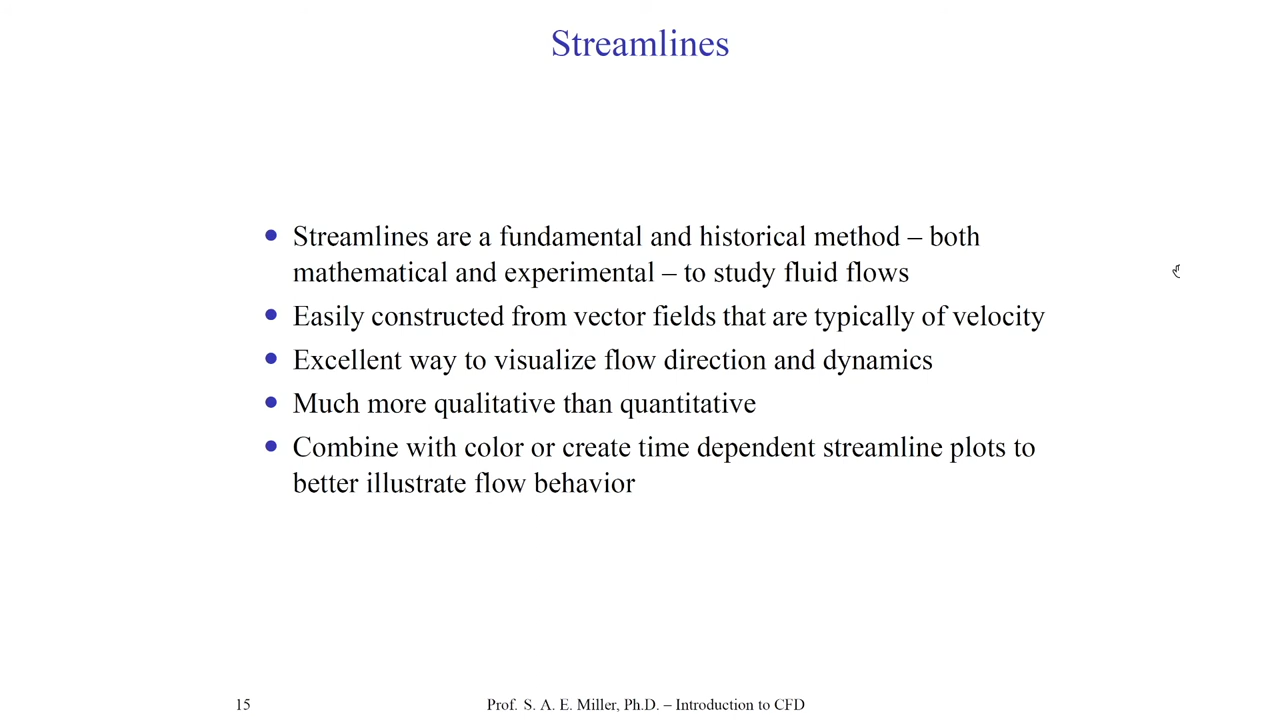 Streamlines
• Streamlines are a fundamental and historical method – both
mathematical and experimental – to study fluid flows
• Easily constructed from vector fields that are typically of velocity
• Excellent way to visualize flow direction and dynamics
• Much more qualitative than quantitative
• Combine with color or create time dependent streamline plots to
better illustrate flow behavior
15
Prof. S. A. E. Miller, Ph.D. – Introduction to CFD